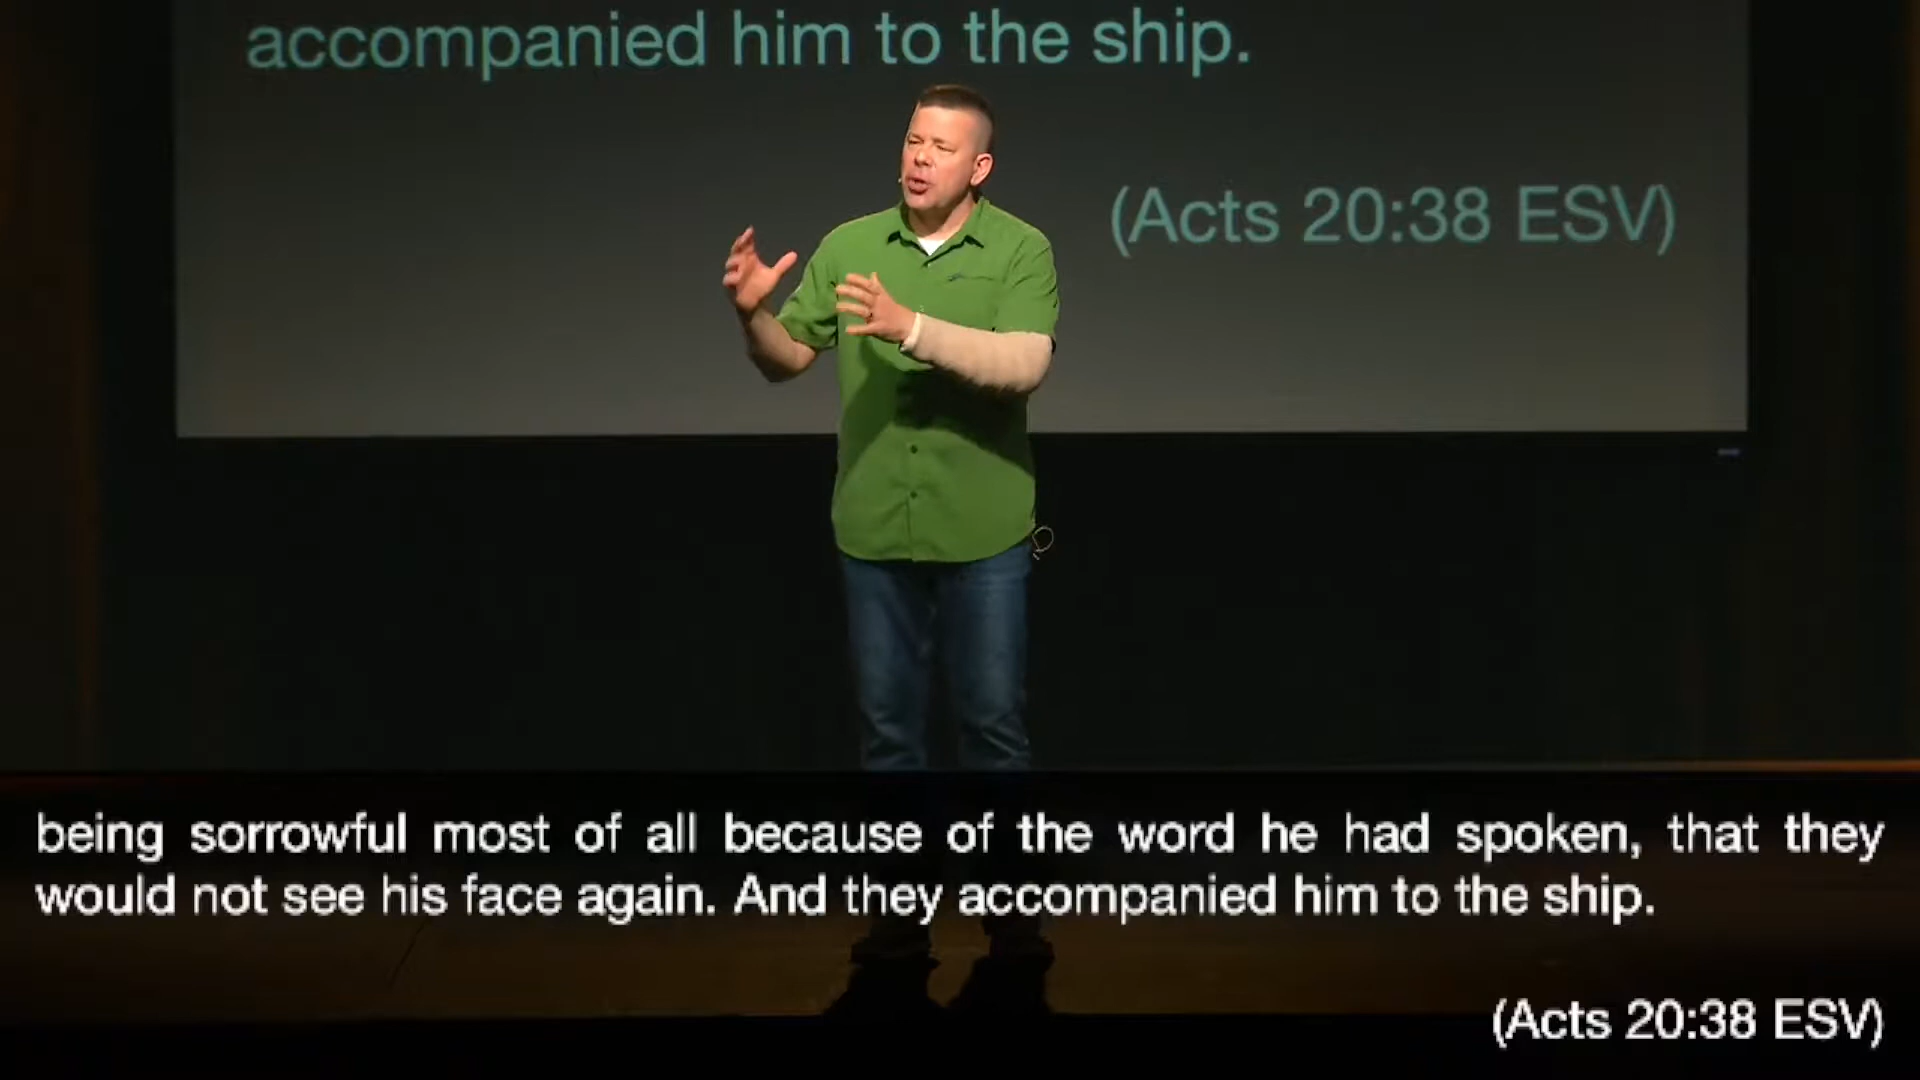 accompanied him to the ship.
(Acts 20:38 ESV)
being sorrowful most of all because of the word he had spoken, that they
would not see his face again. And they accompanied him to the ship.
(Acts 20:38 ESV)